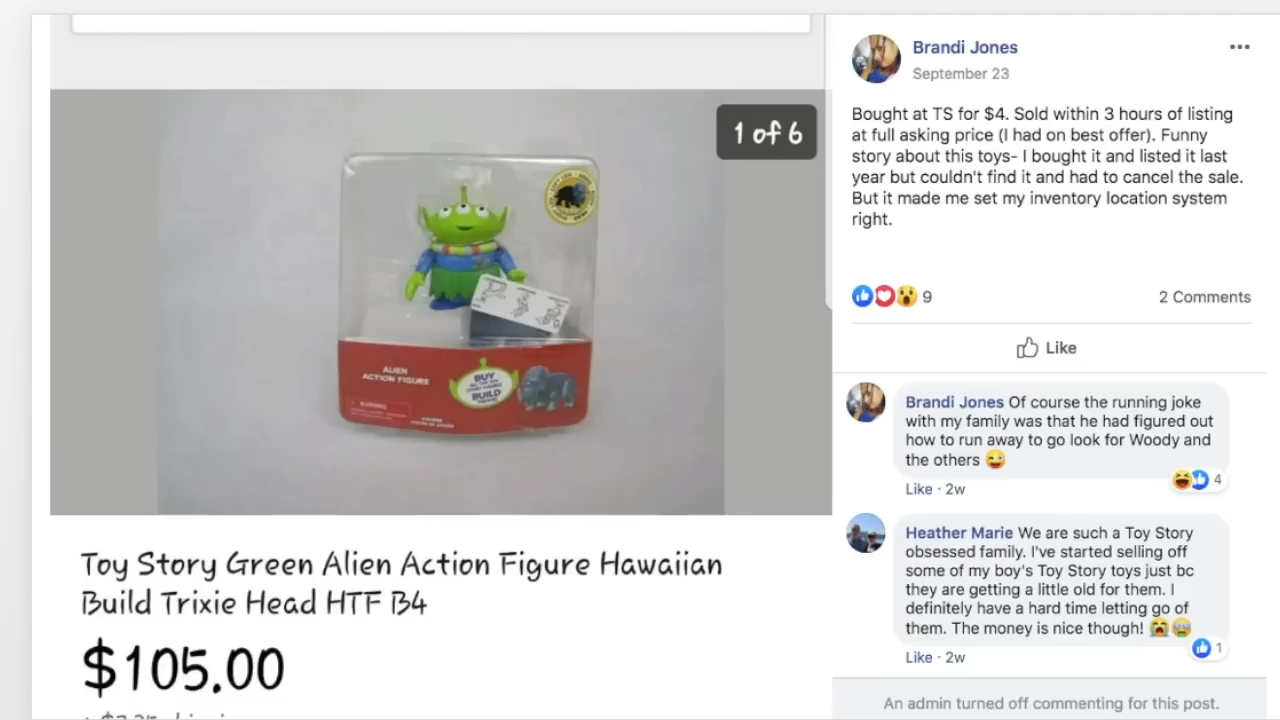 1 of 6
ALIEN
ACTION FIGURE
BUY
BUILD
Toy Story Green Alien Action Figure Hawaiian
Build Trixie Head HTF B4
$105.00
Brandi Jones
September 23
Bought at TS for $4. Sold within 3 hours of listing
at full asking price (I had on best offer). Funny
story about this toys- I bought it and listed it last
year but couldn't find it and had to cancel the sale.
But it made me set my inventory location system
right.
9
2 Comments
Like
Brandi Jones Of course the running joke
with my family was that he had figured out
how to run away to go look for Woody and
the others 😜
4
Like · 2w
Heather Marie We are such a Toy Story
obsessed family. I've started selling off
some of my boy's Toy Story toys just bc
they are getting a little old for them. I
definitely have a hard time letting go of
them. The money is nice though! 😭🤑
1
Like · 2w
An admin turned off commenting for this post.